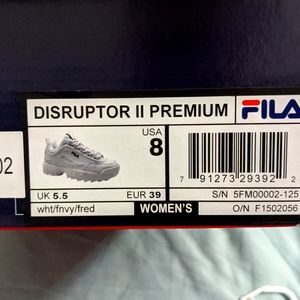 02
DISRUPTOR II PREMIUM
FILA
USA
8
UK 5.5
EUR 39
wht/fnvy/fred
WOMEN'S
7 91273 29392 2
S/N 5FM00002-125
O/N F1502056